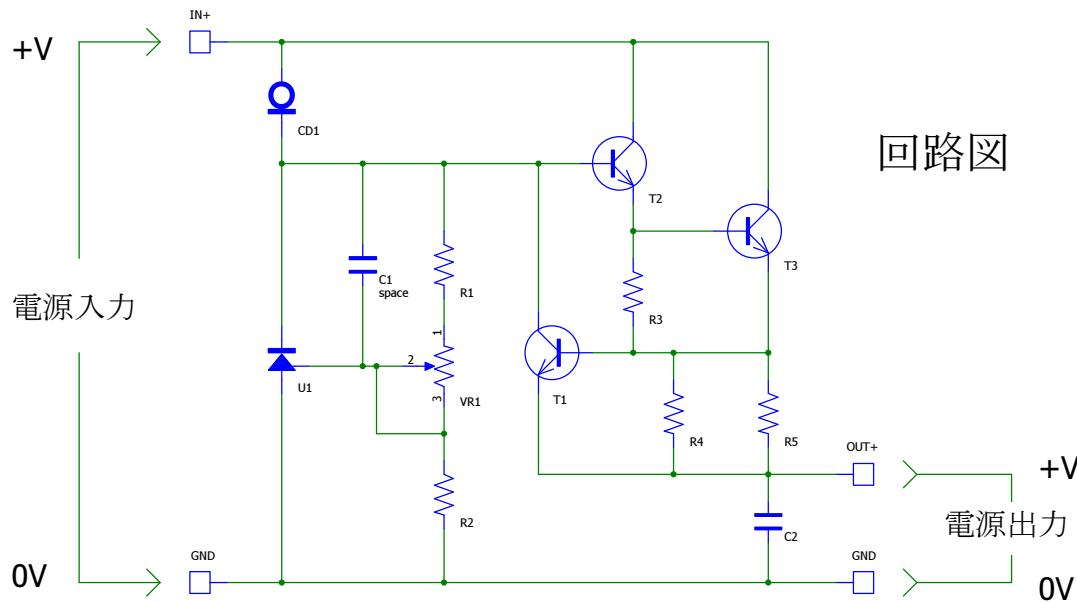 IN+
+V
CD1
回路図
T2
T3
C1
space
R1
電源入力
R3
1
2
U1
3
VR1
T1
R4
R5
OUT+
+V
R2
C2
電源出力
GND
GND
0V
0V